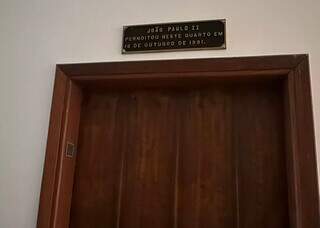 JOÃO PAULO II
PERNOITOU NESTE QUARTO EM
16 DE OUTUBRO DE 1991.